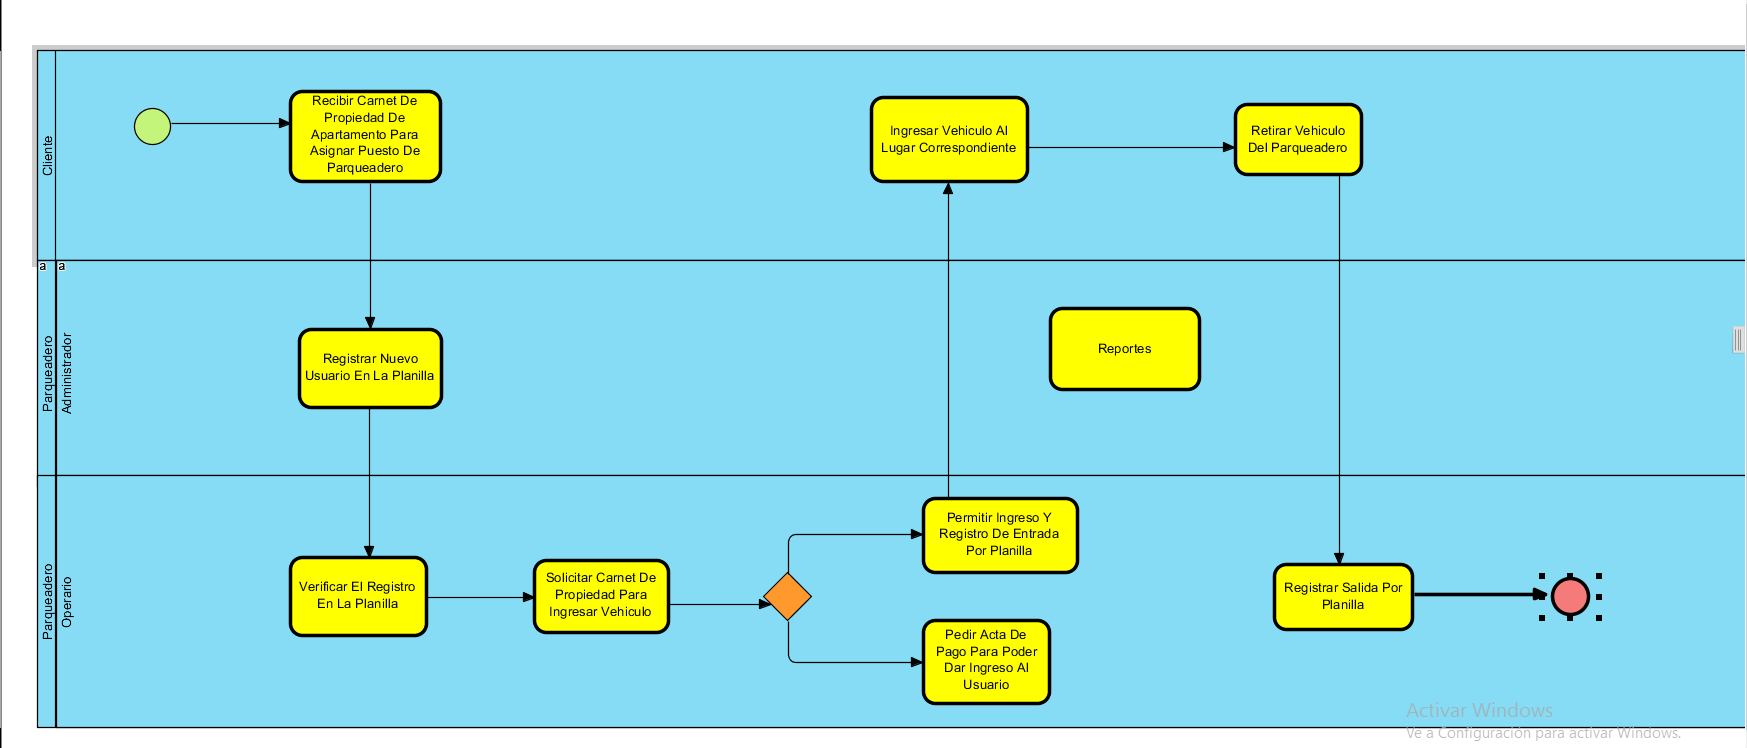 Cliente
Recibir Carnet De
Propiedad De
Apartamento Para
Asignar Puesto De
Parqueadero
Ingresar Vehiculo Al
Lugar Correspondiente
Retirar Vehiculo
Del Parqueadero
a
a
Parqueadero
Administrador
Registrar Nuevo
Usuario En La Planilla
Reportes
Parqueadero
Operario
Verificar El Registro
En La Planilla
Solicitar Carnet De
Propiedad Para
Ingresar Vehiculo
Permitir Ingreso Y
Registro De Entrada
Por Planilla
Pedir Acta De
Pago Para Poder
Dar Ingreso Al
Usuario
Registrar Salida Por
Planilla
Activar Windows
Ve a Configuración para activar Windows.